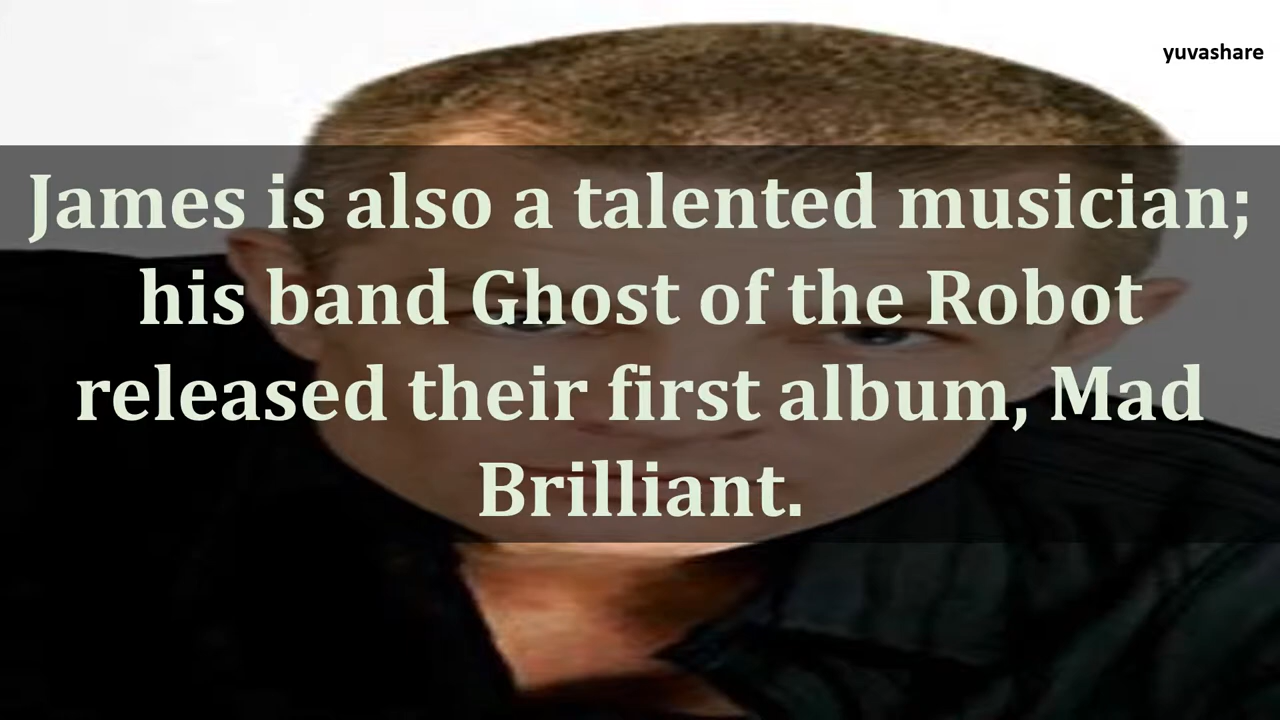 yuvashare
James is also a talented musician;
his band Ghost of the Robot
released their first album, Mad
Brilliant.